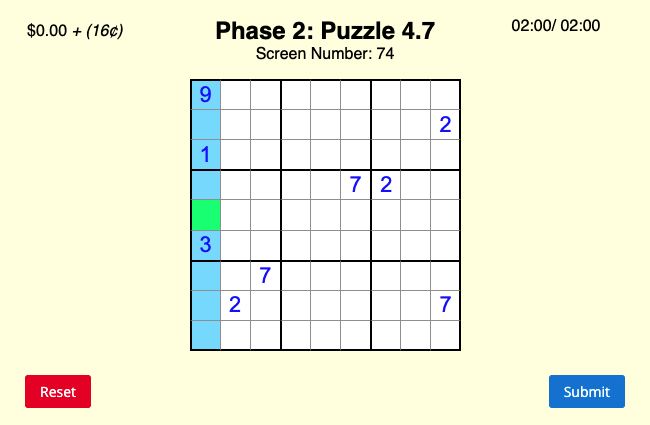 $0.00 + (16¢)
Phase 2: Puzzle 4.7
02:00/ 02:00
Screen Number: 74
9
2
1
7 2
3
7
2 7
Reset
Submit